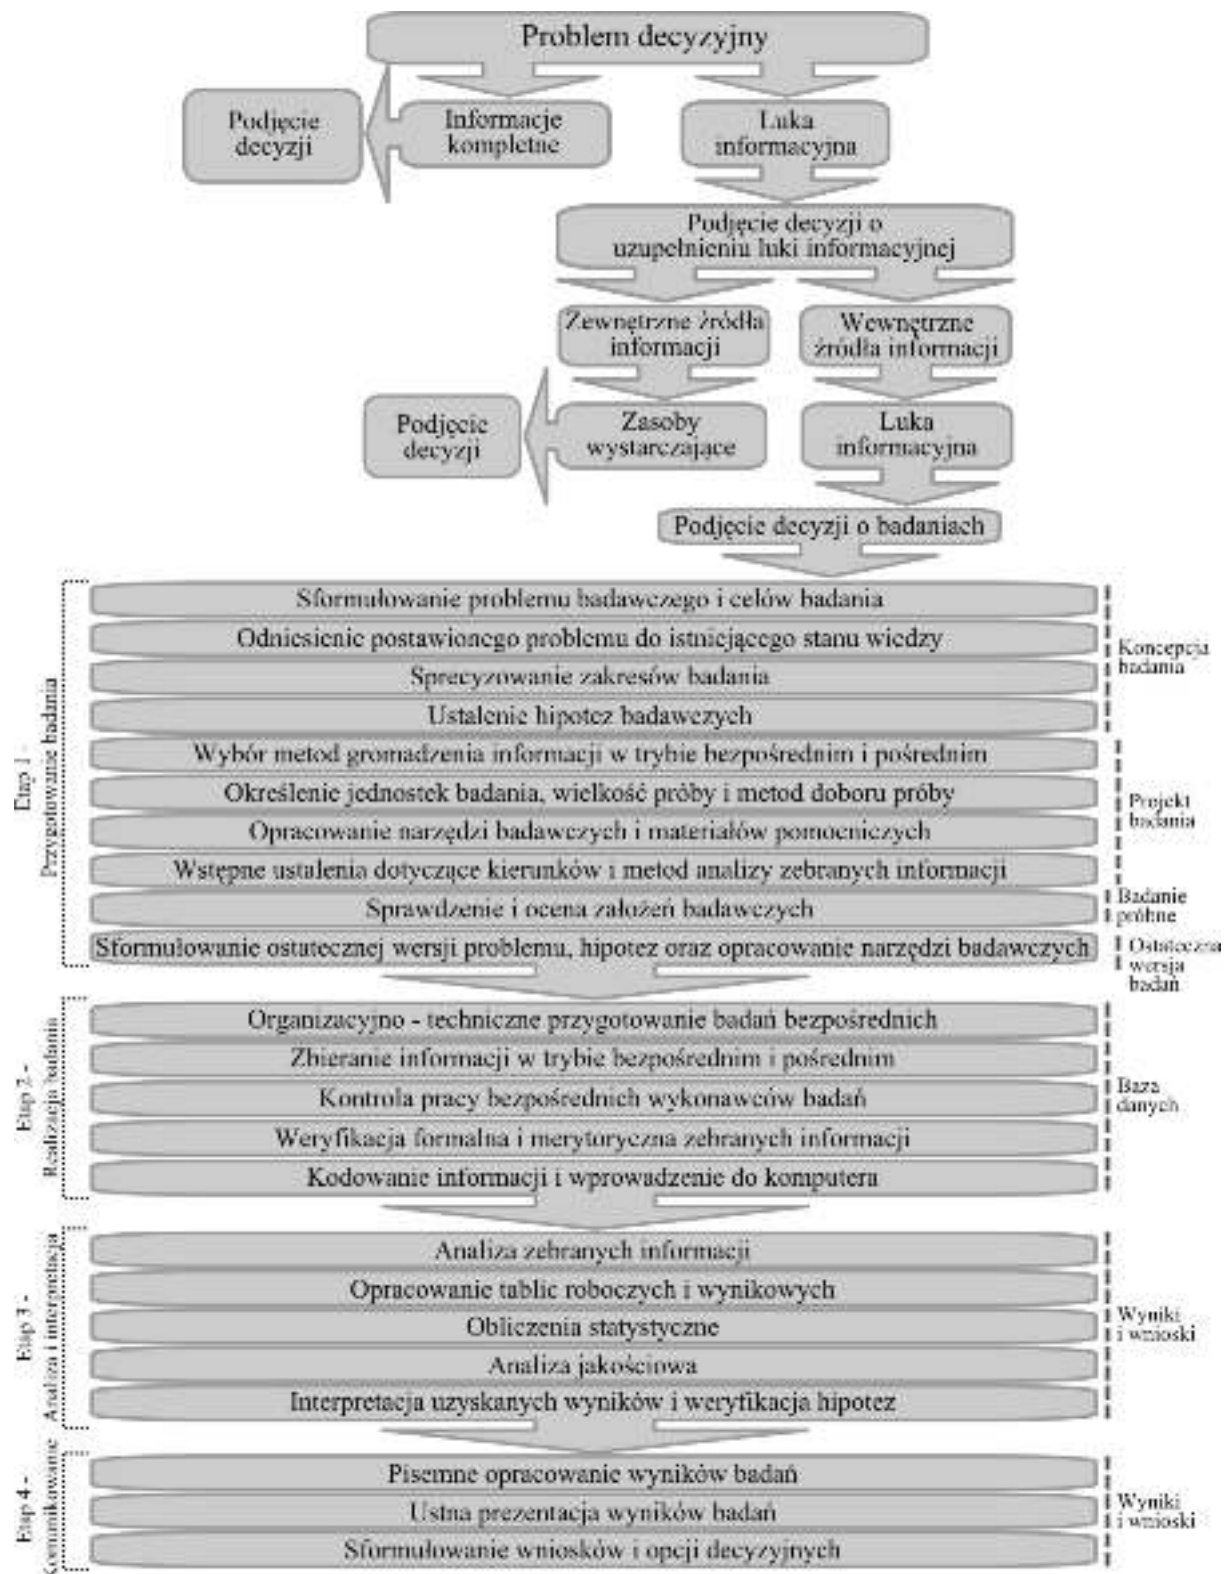 Problem decyzyjny
Podjęcie
decyzji
Informacje
kompletne
Luka
informacyjna
Podjęcie decyzji o
uzupełnieniu luki informacyjnej
Zewnętrzne źródła
informacji
Wewnętrzne
źródła informacji
Podjęcie
decyzji
Zasoby
wystarczające
Luka
informacyjna
Podjęcie decyzji o badaniach
Etap 1 -
Przygotowanie badania
Sformułowanie problemu badawczego i celów badania
Odniesienie postawionego problemu do istniejącego stanu wiedzy
Sprecyzowanie zakresów badania
Ustalenie hipotez badawczych
Koncepcja
badania
Wybór metod gromadzenia informacji w trybie bezpośrednim i pośrednim
Określenie jednostek badania, wielkość próby i metod doboru próby
Opracowanie narzędzi badawczych i materiałów pomocniczych
Wstępne ustalenia dotyczące kierunków i metod analizy zebranych informacji
Projekt
badania
Sprawdzenie i ocena założeń badawczych
Badanie
próbne
Sformułowanie ostatecznej wersji problemu, hipotez oraz opracowanie narzędzi badawczych
Ostateczna
wersja
badań
Etap 2 -
Realizacja badania
Organizacyjno - techniczne przygotowanie badań bezpośrednich
Zbieranie informacji w trybie bezpośrednim i pośrednim
Kontrola pracy bezpośrednich wykonawców badań
Weryfikacja formalna i merytoryczna zebranych informacji
Kodowanie informacji i wprowadzenie do komputera
Baza
danych
Etap 3 -
Analiza i interpretacja
Analiza zebranych informacji
Opracowanie tablic roboczych i wynikowych
Obliczenia statystyczne
Analiza jakościowa
Interpretacja uzyskanych wyników i weryfikacja hipotez
Wyniki
i wnioski
Etap 4 -
Komunikowanie
Pisemne opracowanie wyników badań
Ustna prezentacja wyników badań
Sformułowanie wniosków i opcji decyzyjnych
Wyniki
i wnioski